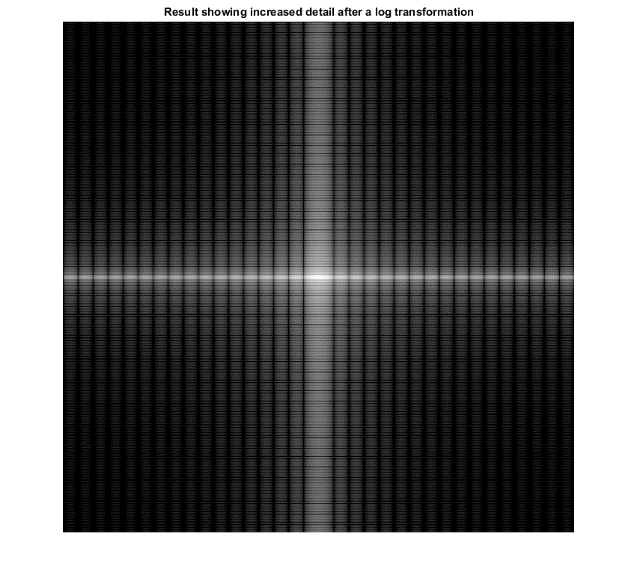 Result showing increased detail after a log transformation